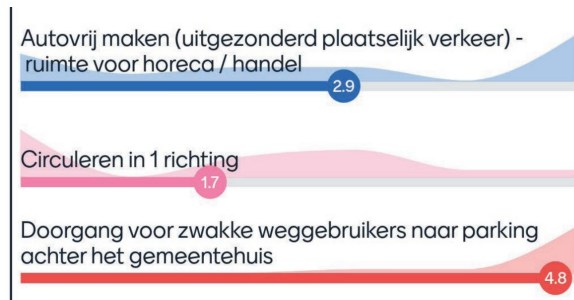 Autovrij maken (uitgezonderd plaatselijk verkeer) -
ruimte voor horeca / handel
2.9
Circuleren in 1 richting
1.7
Doorgang voor zwakke weggebruikers naar parking
achter het gemeentehuis
4.8